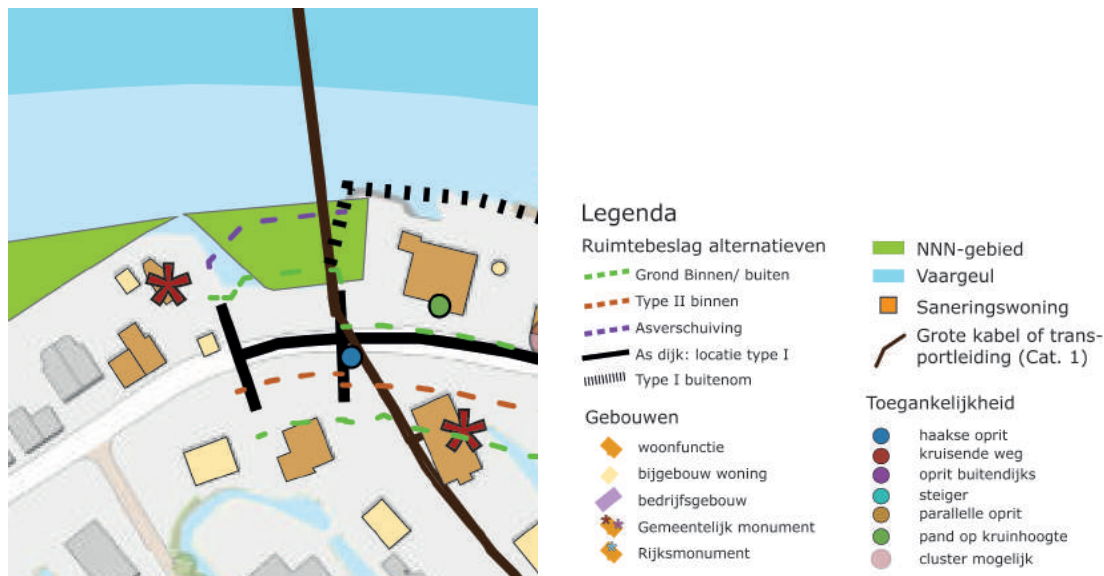 Legenda
Ruimtebeslag alternatieven
Grond Binnen/ buiten
Type II binnen
Asverschuiving
As dijk: locatie type I
Type I buitenom
Gebouwen
woonfunctie
bijgebouw woning
bedrijfsgebouw
Gemeentelijk monument
Rijksmonument
NNN-gebied
Vaargeul
Saneringswoning
Grote kabel of trans-
portleiding (Cat. 1)
Toegankelijkheid
haakse oprit
kruisende weg
oprit buitendijks
steiger
parallelle oprit
pand op kruinhoogte
cluster mogelijk